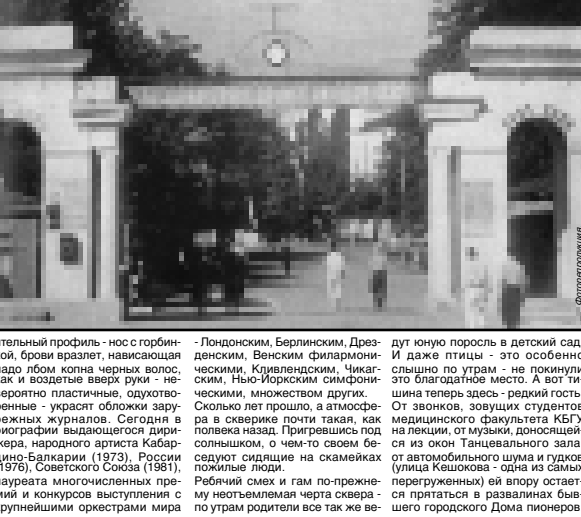 Фоторепродукция
тельный профиль - нос с горбин-
кой, брови вразлет, нависающая
надо лбом копна черных волос,
как и воздетые вверх руки - не-
вероятно пластичные, одухотво-
ренные - украсят обложки зару-
бежных журналов. Сегодня в
биографии выдающегося дири-
жера, народного артиста Кабар-
дино-Балкарии (1973), России
(1976), Советского Союза (1981),
лауреата многочисленных пре-
мий и конкурсов выступления с
крупнейшими оркестрами мира
- Лондонским, Берлинским, Дрез-
денским, Венским филармони-
ческими, Кливлендским, Чикаг-
ским, Нью-Йоркским симфони-
ческими, множеством других.
Сколько лет прошло, а атмосфе-
ра в скверике почти такая, как
полвека назад. Пригревшись под
солнышком, о чем-то своем бе-
седуют сидящие на скамейках
пожилые люди.
Ребячий смех и гам по-прежне-
му неотъемлемая черта сквера -
по утрам родители все так же ве-
дут юную поросль в детский сад.
И даже птицы - это особенно
слышно по утрам - не покинули
это благодатное место. А вот ти-
шина теперь здесь - редкий гость.
От звонков, зовущих студентов
медицинского факультета КБГУ
на лекции, от музыки, доносящей-
ся из окон Танцевального зала,
от автомобильного шума и гудков
(улица Кешокова - одна из самых
перегруженных) ей впору остает-
ся прятаться в развалинах быв-
шего городского Дома пионеров,